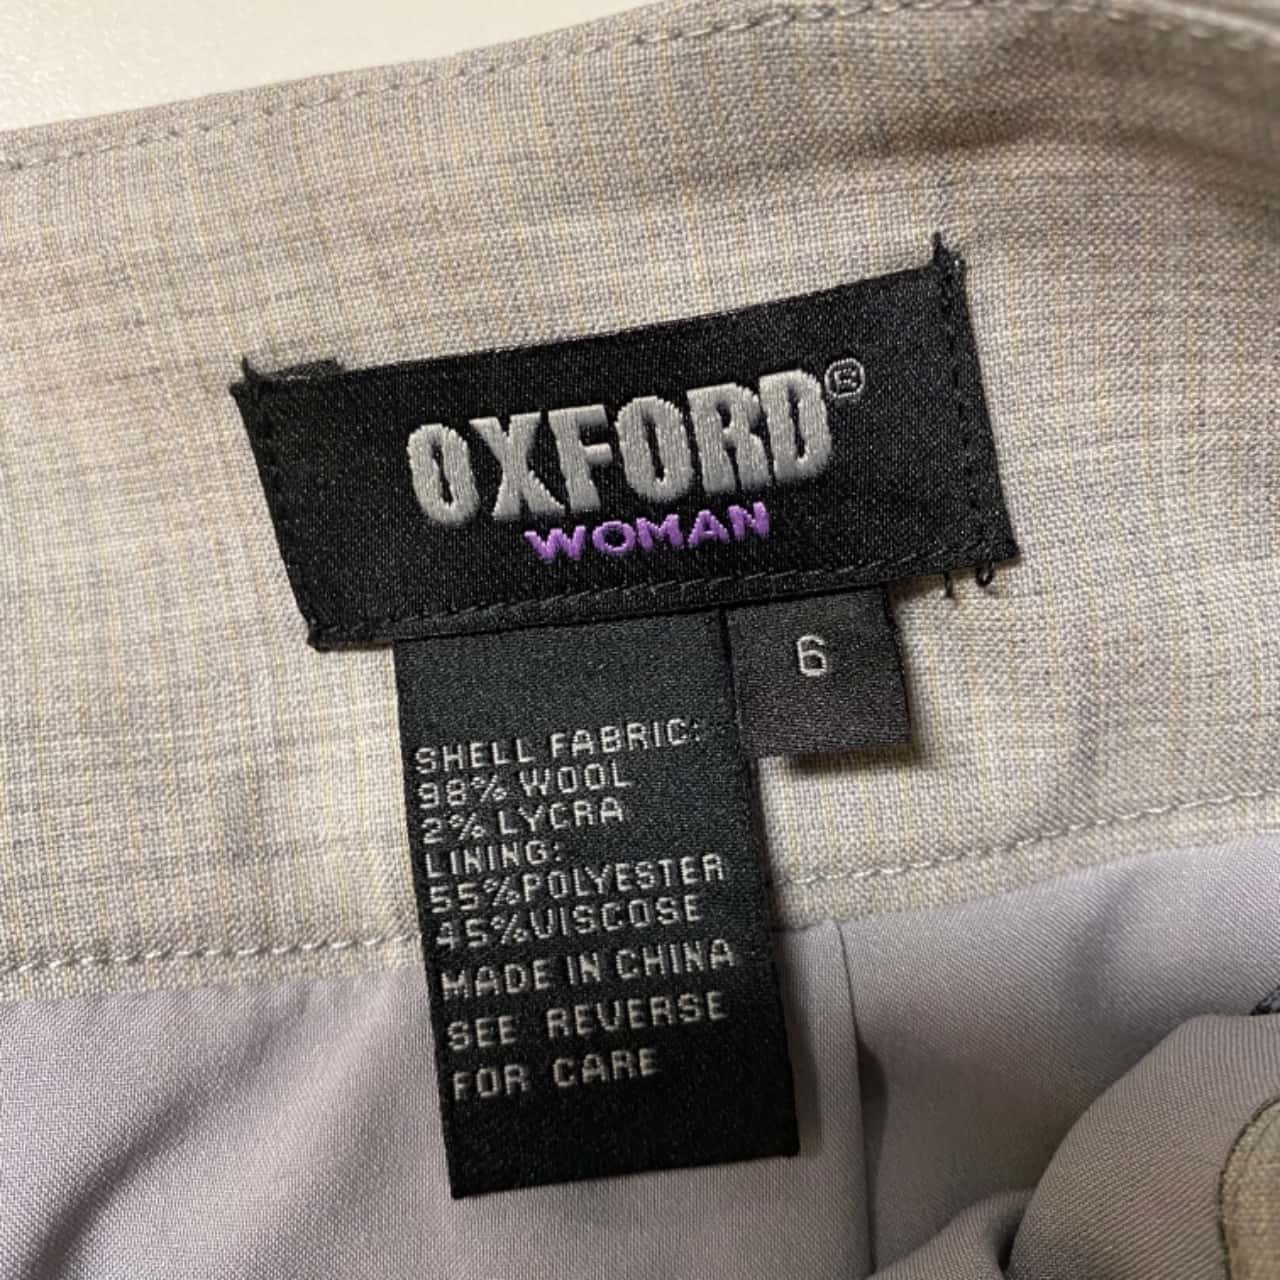 OXFORD®
WOMAN
6
SHELL FABRIC:
98% WOOL
2% LYCRA
LINING:
55%POLYESTER
45%VISCOSE
MADE IN CHINA
SEE REVERSE
FOR CARE